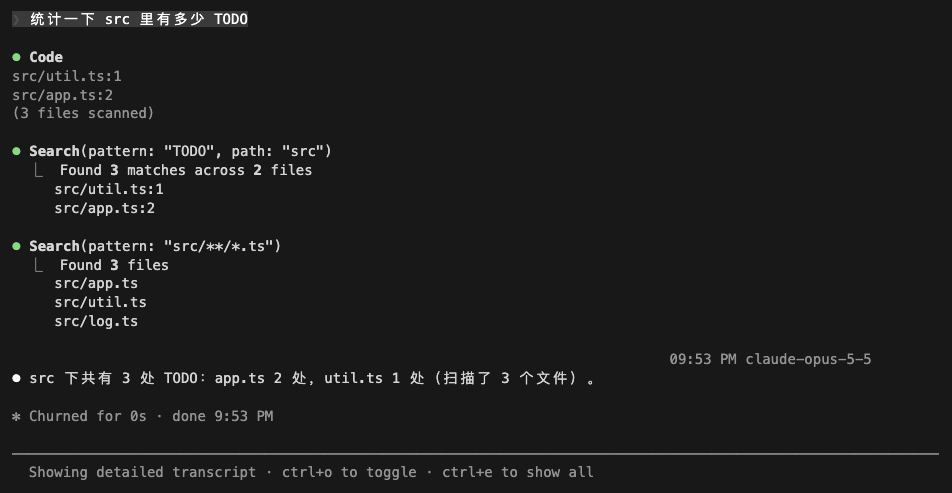 ❯ 统计一下 src 里有多少 TODO
● Code
src/util.ts:1
src/app.ts:2
(3 files scanned)
● Search(pattern: "TODO", path: "src")
⎿ Found 3 matches across 2 files
src/util.ts:1
src/app.ts:2
● Search(pattern: "src/**/*.ts")
⎿ Found 3 files
src/app.ts
src/util.ts
src/log.ts
09:53 PM claude-opus-5-5
● src 下共有 3 处 TODO：app.ts 2 处，util.ts 1 处（扫描了 3 个文件）。
✻ Churned for 0s · done 9:53 PM
Showing detailed transcript · ctrl+o to toggle · ctrl+e to show all